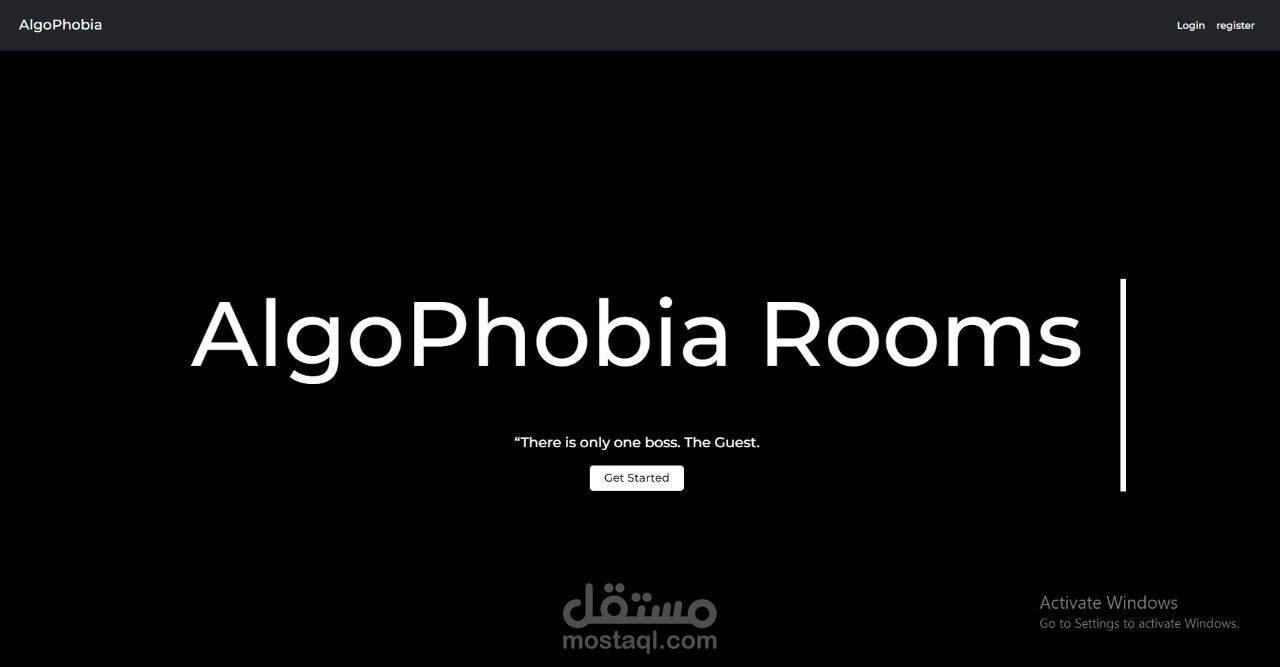 AlgoPhobia
Login register
AlgoPhobia Rooms
“There is only one boss. The Guest.
Get Started
مستقل
mostaql.com
Activate Windows
Go to Settings to activate Windows.